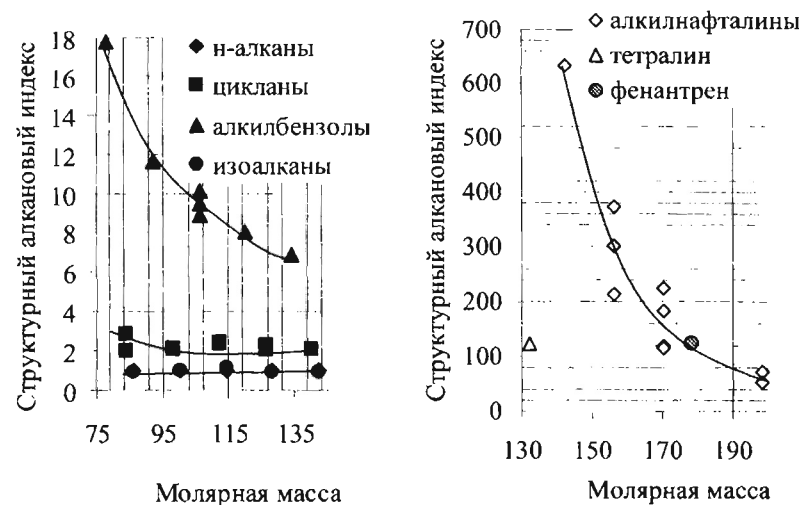 Структурный алкановый индекс
18
16
14
12
10
8
6
4
2
0
75 95 115 135
Молярная масса
н-алканы
цикланы
алкилбензолы
изоалканы
Структурный алкановый индекс
700
600
500
400
300
200
100
0
130 150 170 190
Молярная масса
алкилнафталины
тетралин
фенантрен